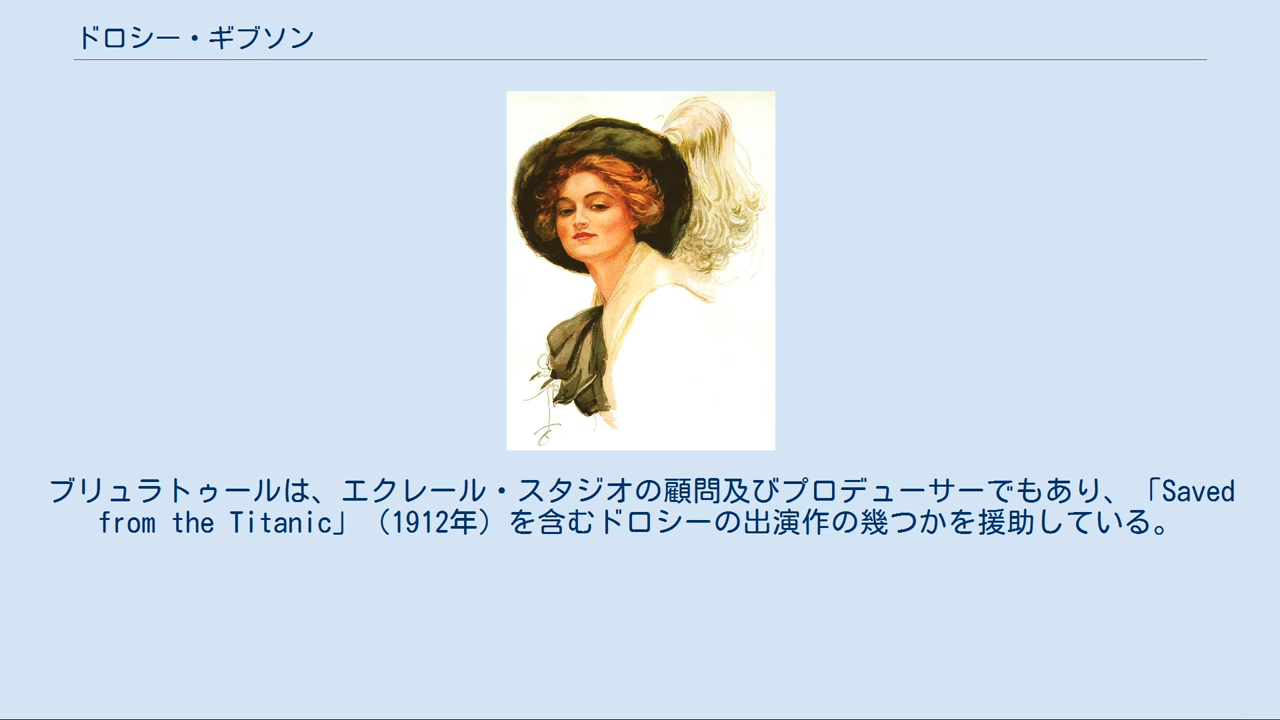 ドロシー・ギブソン
ブリュラトゥールは、エクレール・スタジオの顧問及びプロデューサーでもあり、「Saved
from the Titanic」（1912年）を含むドロシーの出演作の幾つかを援助している。